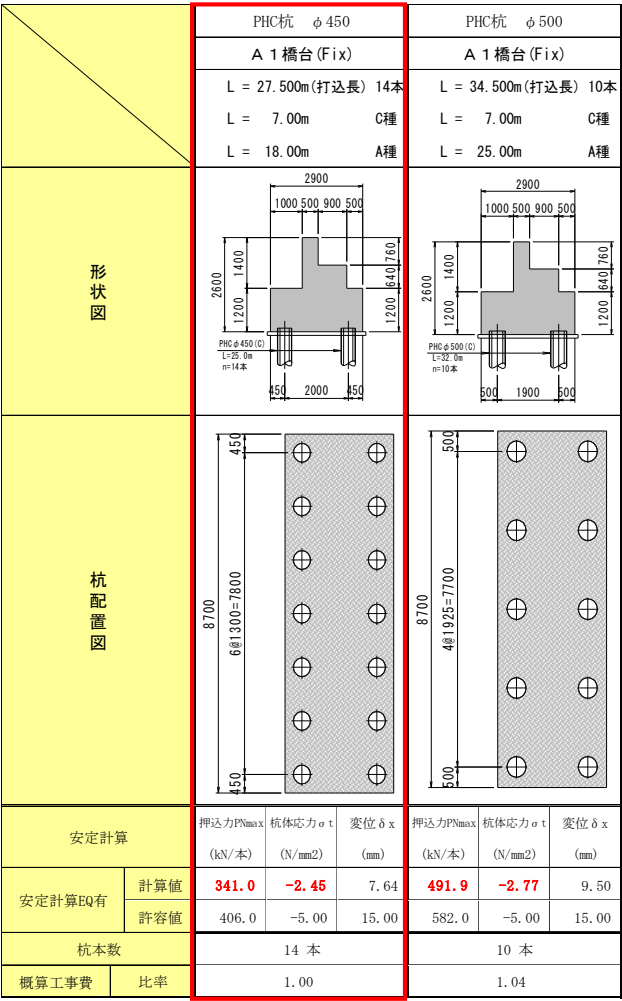 PHC杭　φ450
PHC杭　φ500
Ａ１橋台(Fix)
Ａ１橋台(Fix)
L = 27.500m(打込長) 14本
L = 7.00m C種
L = 18.00m A種
L = 34.500m(打込長) 10本
L = 7.00m C種
L = 25.00m A種
形状図
2900
1000 500 900 500
2600
1400
1200
760
640
1200
PHCφ450(C)
L=25.0m
n=14本
450 2000 450
2900
1000 500 900 500
2600
1400
1200
760
640
1200
PHCφ500(C)
L=32.0m
n=10本
500 1900 500
杭配置図
8700
450
6@1300=7800
450
8700
500
4@1925=7700
500
安定計算
押込力PNmax 杭体応力σt 変位δx
(kN/本) (N/mm2) (mm)
押込力PNmax 杭体応力σt 変位δx
(kN/本) (N/mm2) (mm)
安定計算EQ有
計算値 341.0 -2.45 7.64 491.9 -2.77 9.50
許容値 406.0 -5.00 15.00 582.0 -5.00 15.00
杭本数 14 本 10 本
概算工事費 比率 1.00 1.04